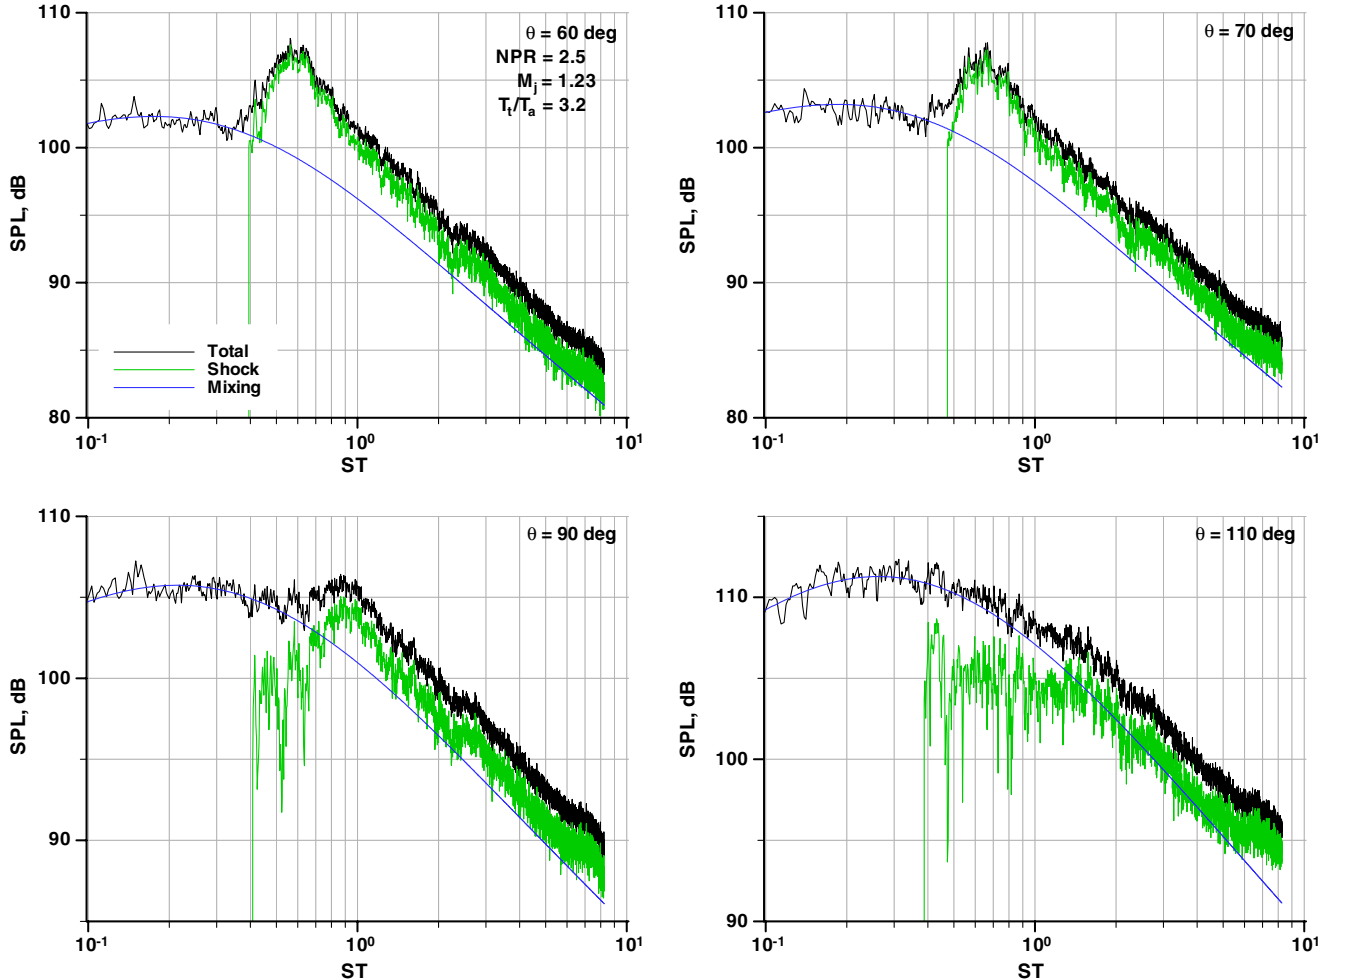 110
100
90
80
SPL, dB
θ = 60 deg
NPR = 2.5
Mj = 1.23
Tt/Ta = 3.2
Total
Shock
Mixing
10-1
100
101
ST
110
100
90
80
SPL, dB
θ = 70 deg
10-1
100
101
ST
110
100
90
SPL, dB
θ = 90 deg
10-1
100
101
ST
110
100
90
SPL, dB
θ = 110 deg
10-1
100
101
ST